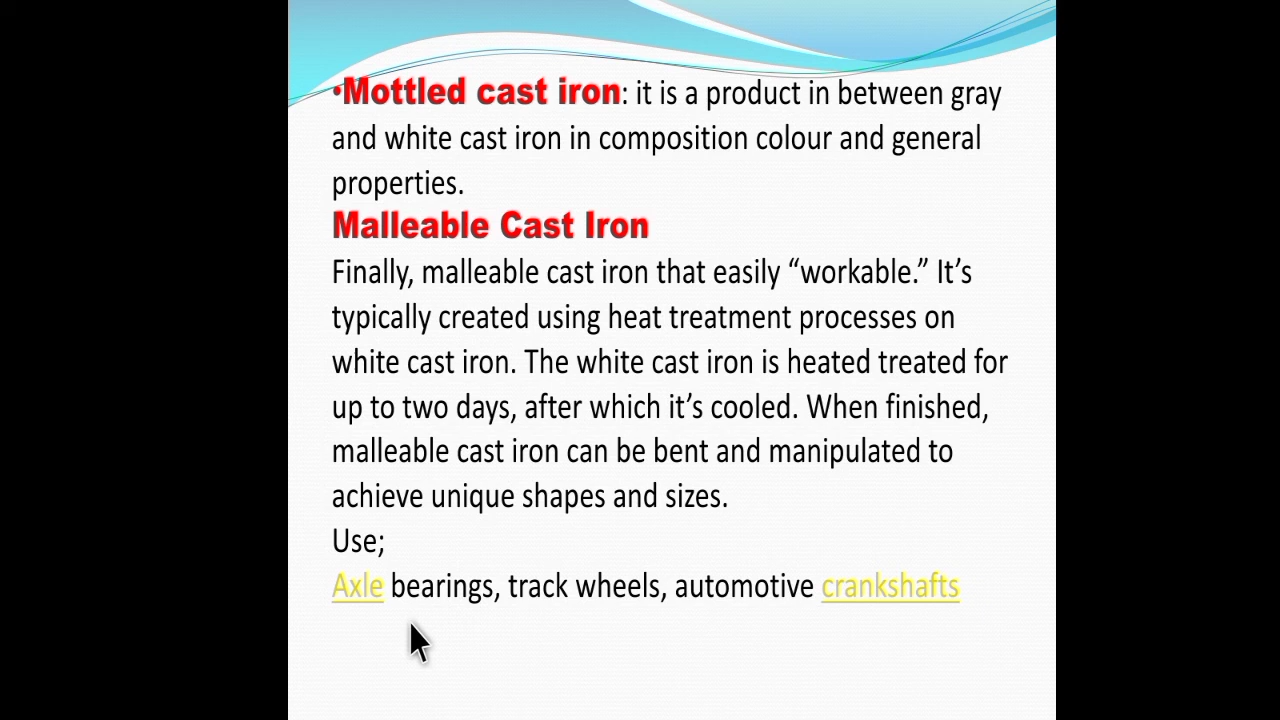 •Mottled cast iron: it is a product in between gray
and white cast iron in composition colour and general
properties.
Malleable Cast Iron
Finally, malleable cast iron that easily “workable.” It’s
typically created using heat treatment processes on
white cast iron. The white cast iron is heated treated for
up to two days, after which it’s cooled. When finished,
malleable cast iron can be bent and manipulated to
achieve unique shapes and sizes.
Use;
Axle bearings, track wheels, automotive crankshafts